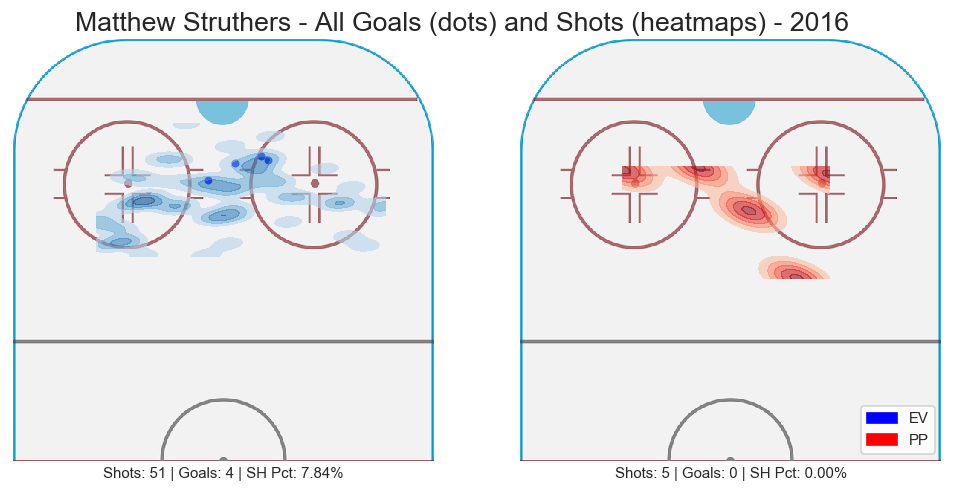 Matthew Struthers - All Goals (dots) and Shots (heatmaps) - 2016
EV
PP
Shots: 51 | Goals: 4 | SH Pct: 7.84%
Shots: 5 | Goals: 0 | SH Pct: 0.00%